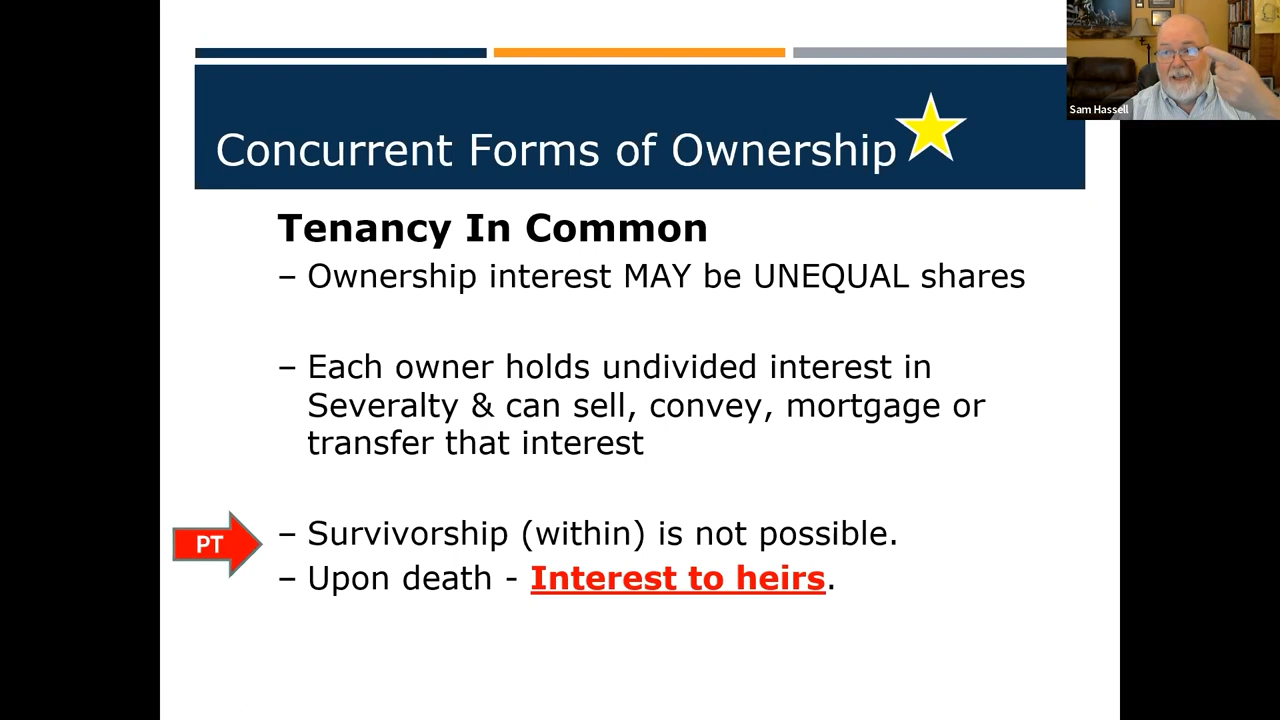 Sam Hassell
Concurrent Forms of Ownership
Tenancy In Common
– Ownership interest MAY be UNEQUAL shares
– Each owner holds undivided interest in
Severalty & can sell, convey, mortgage or
transfer that interest
PT
– Survivorship (within) is not possible.
– Upon death - Interest to heirs.